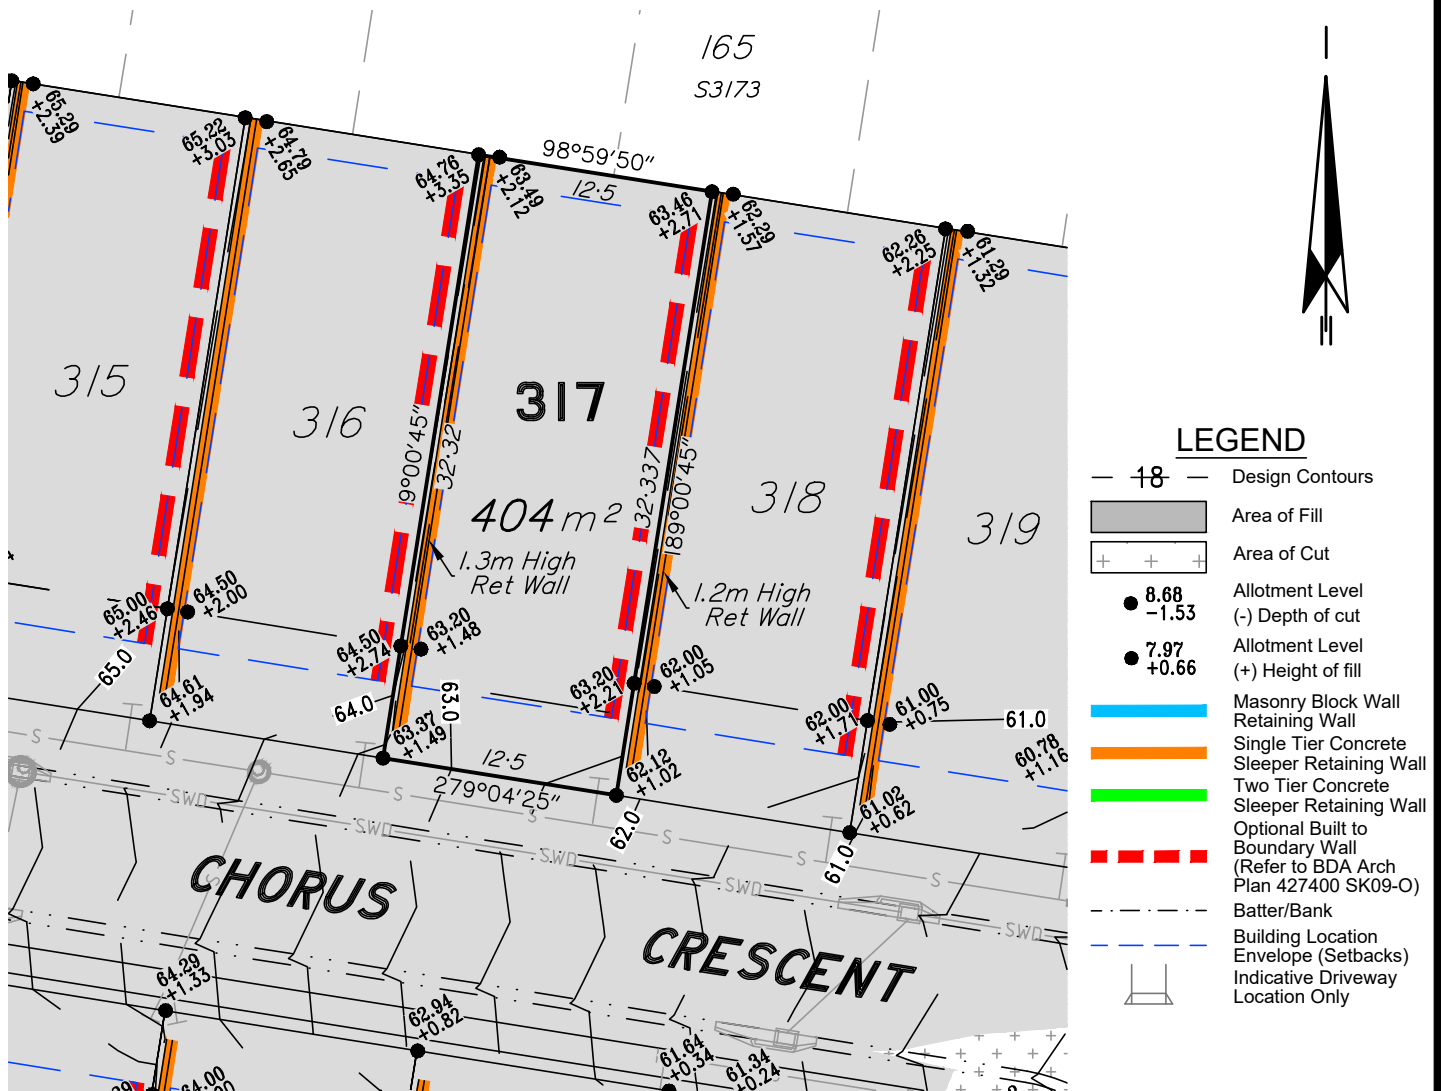 165
S3173
98°59'50"
12·5
65.29
+2.39
65.22
+3.03
64.79
+2.65
64.76
+3.35
63.49
+2.12
63.46
+2.71
62.29
+1.57
62.26
+2.25
61.29
+1.32
315
316
317
318
319
9°00'45"
32·32
404 m²
32·337
189°00'45"
1.3m High
Ret Wall
1.2m High
Ret Wall
65.00
+2.46
64.50
+2.00
64.50
+2.74
63.20
+1.48
63.20
+2.21
62.00
+1.05
62.00
+1.71
61.00
+0.75
65.0
64.0
63.0
61.0
60.78
+1.16
64.61
+1.94
63.37
+1.49
12·5
279°04'25"
62.12
+1.02
61.02
+0.62
62.0
61.0
S
S
S
S
S
S
S
SWD
SWD
SWD
SWD
SWD
CHORUS
CRESCENT
64.29
+1.33
62.94
+0.82
61.64
+0.34
61.34
+0.24
64.00
LEGEND
18 Design Contours
Area of Fill
Area of Cut
8.68
-1.53
Allotment Level
(-) Depth of cut
7.97
+0.66
Allotment Level
(+) Height of fill
Masonry Block Wall
Retaining Wall
Single Tier Concrete
Sleeper Retaining Wall
Two Tier Concrete
Sleeper Retaining Wall
Optional Built to
Boundary Wall
(Refer to BDA Arch
Plan 427400 SK09-O)
Batter/Bank
Building Location
Envelope (Setbacks)
Indicative Driveway
Location Only